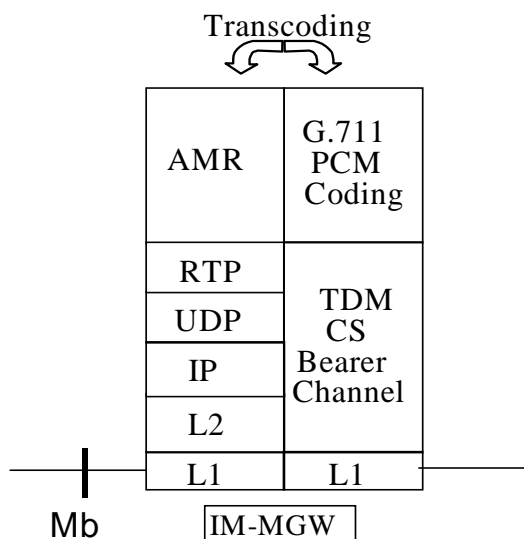 Transcoding
AMR
G.711
PCM
Coding
RTP
UDP
IP
L2
TDM
CS
Bearer
Channel
L1
L1
Mb
IM-MGW